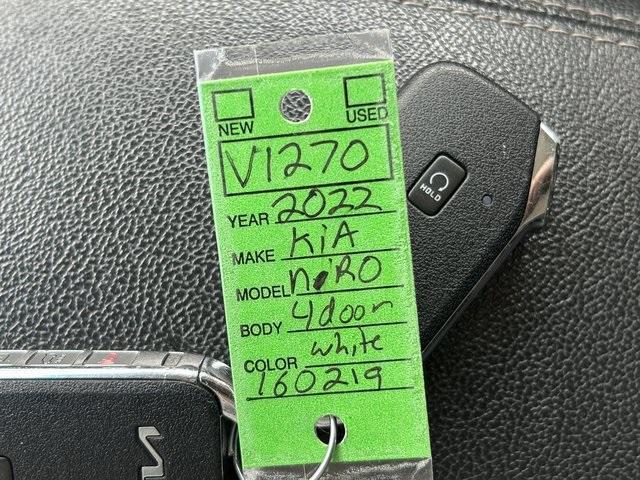 NEW USED
V1270
YEAR 2022
MAKE KiA
MODEL NiRO
BODY 4door
COLOR white
160219
HOLD